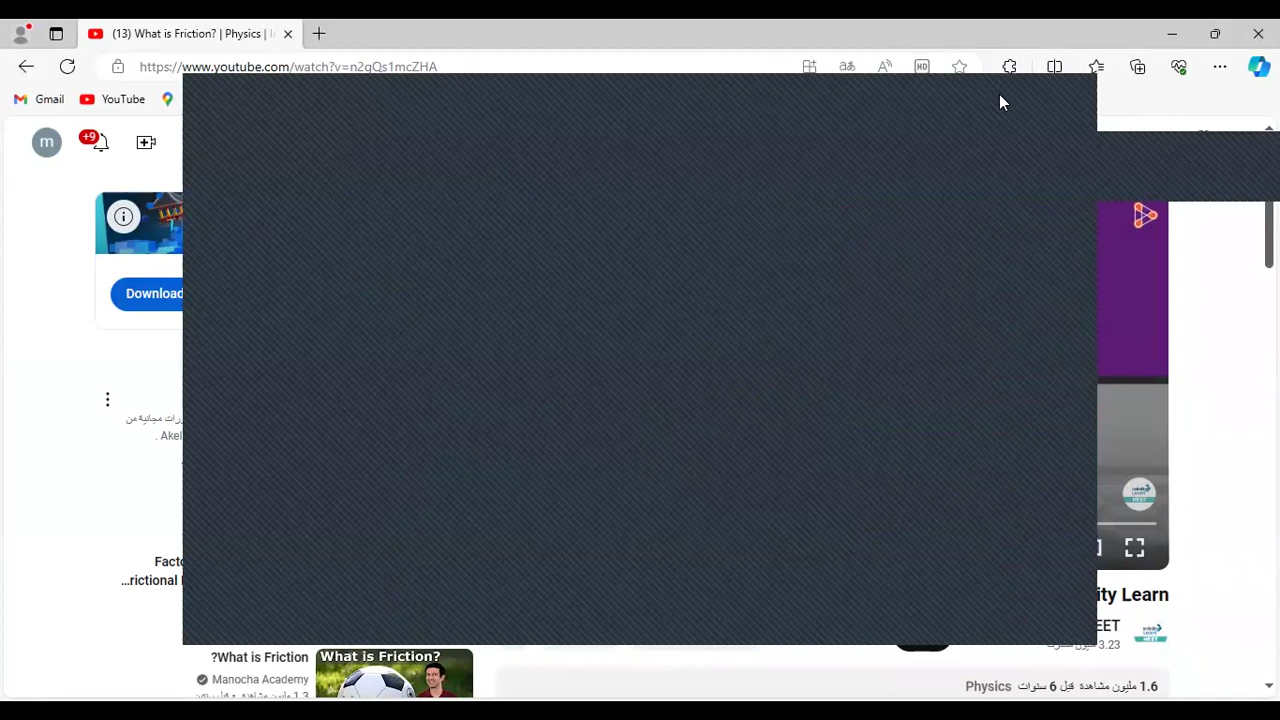 (13) What is Friction? | Physics | I
https://www.youtube.com/watch?v=n2gQs1mcZHA
Gmail
YouTube
m
+9
Download
رات مجانية من
Akel .
Facto
...rictional
ity Learn
EET
3.23
What is Friction?
Manocha Academy
What is Friction?
Physics 1.6 مليون مشاهدة قبل 6 سنوات